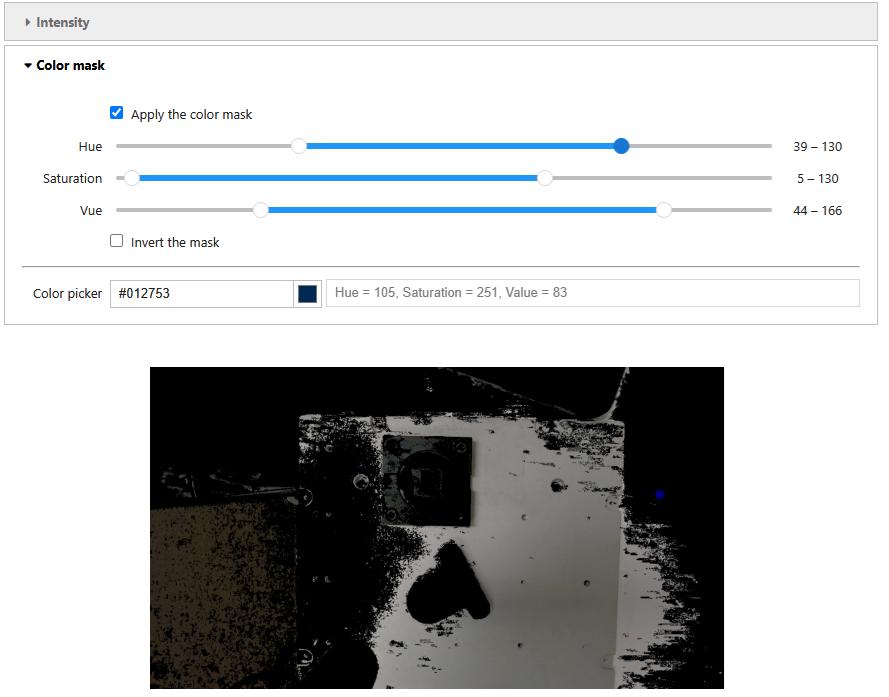 Intensity
Color mask
Apply the color mask
Hue 39 – 130
Saturation 5 – 130
Vue 44 – 166
Invert the mask
Color picker #012753 Hue = 105, Saturation = 251, Value = 83